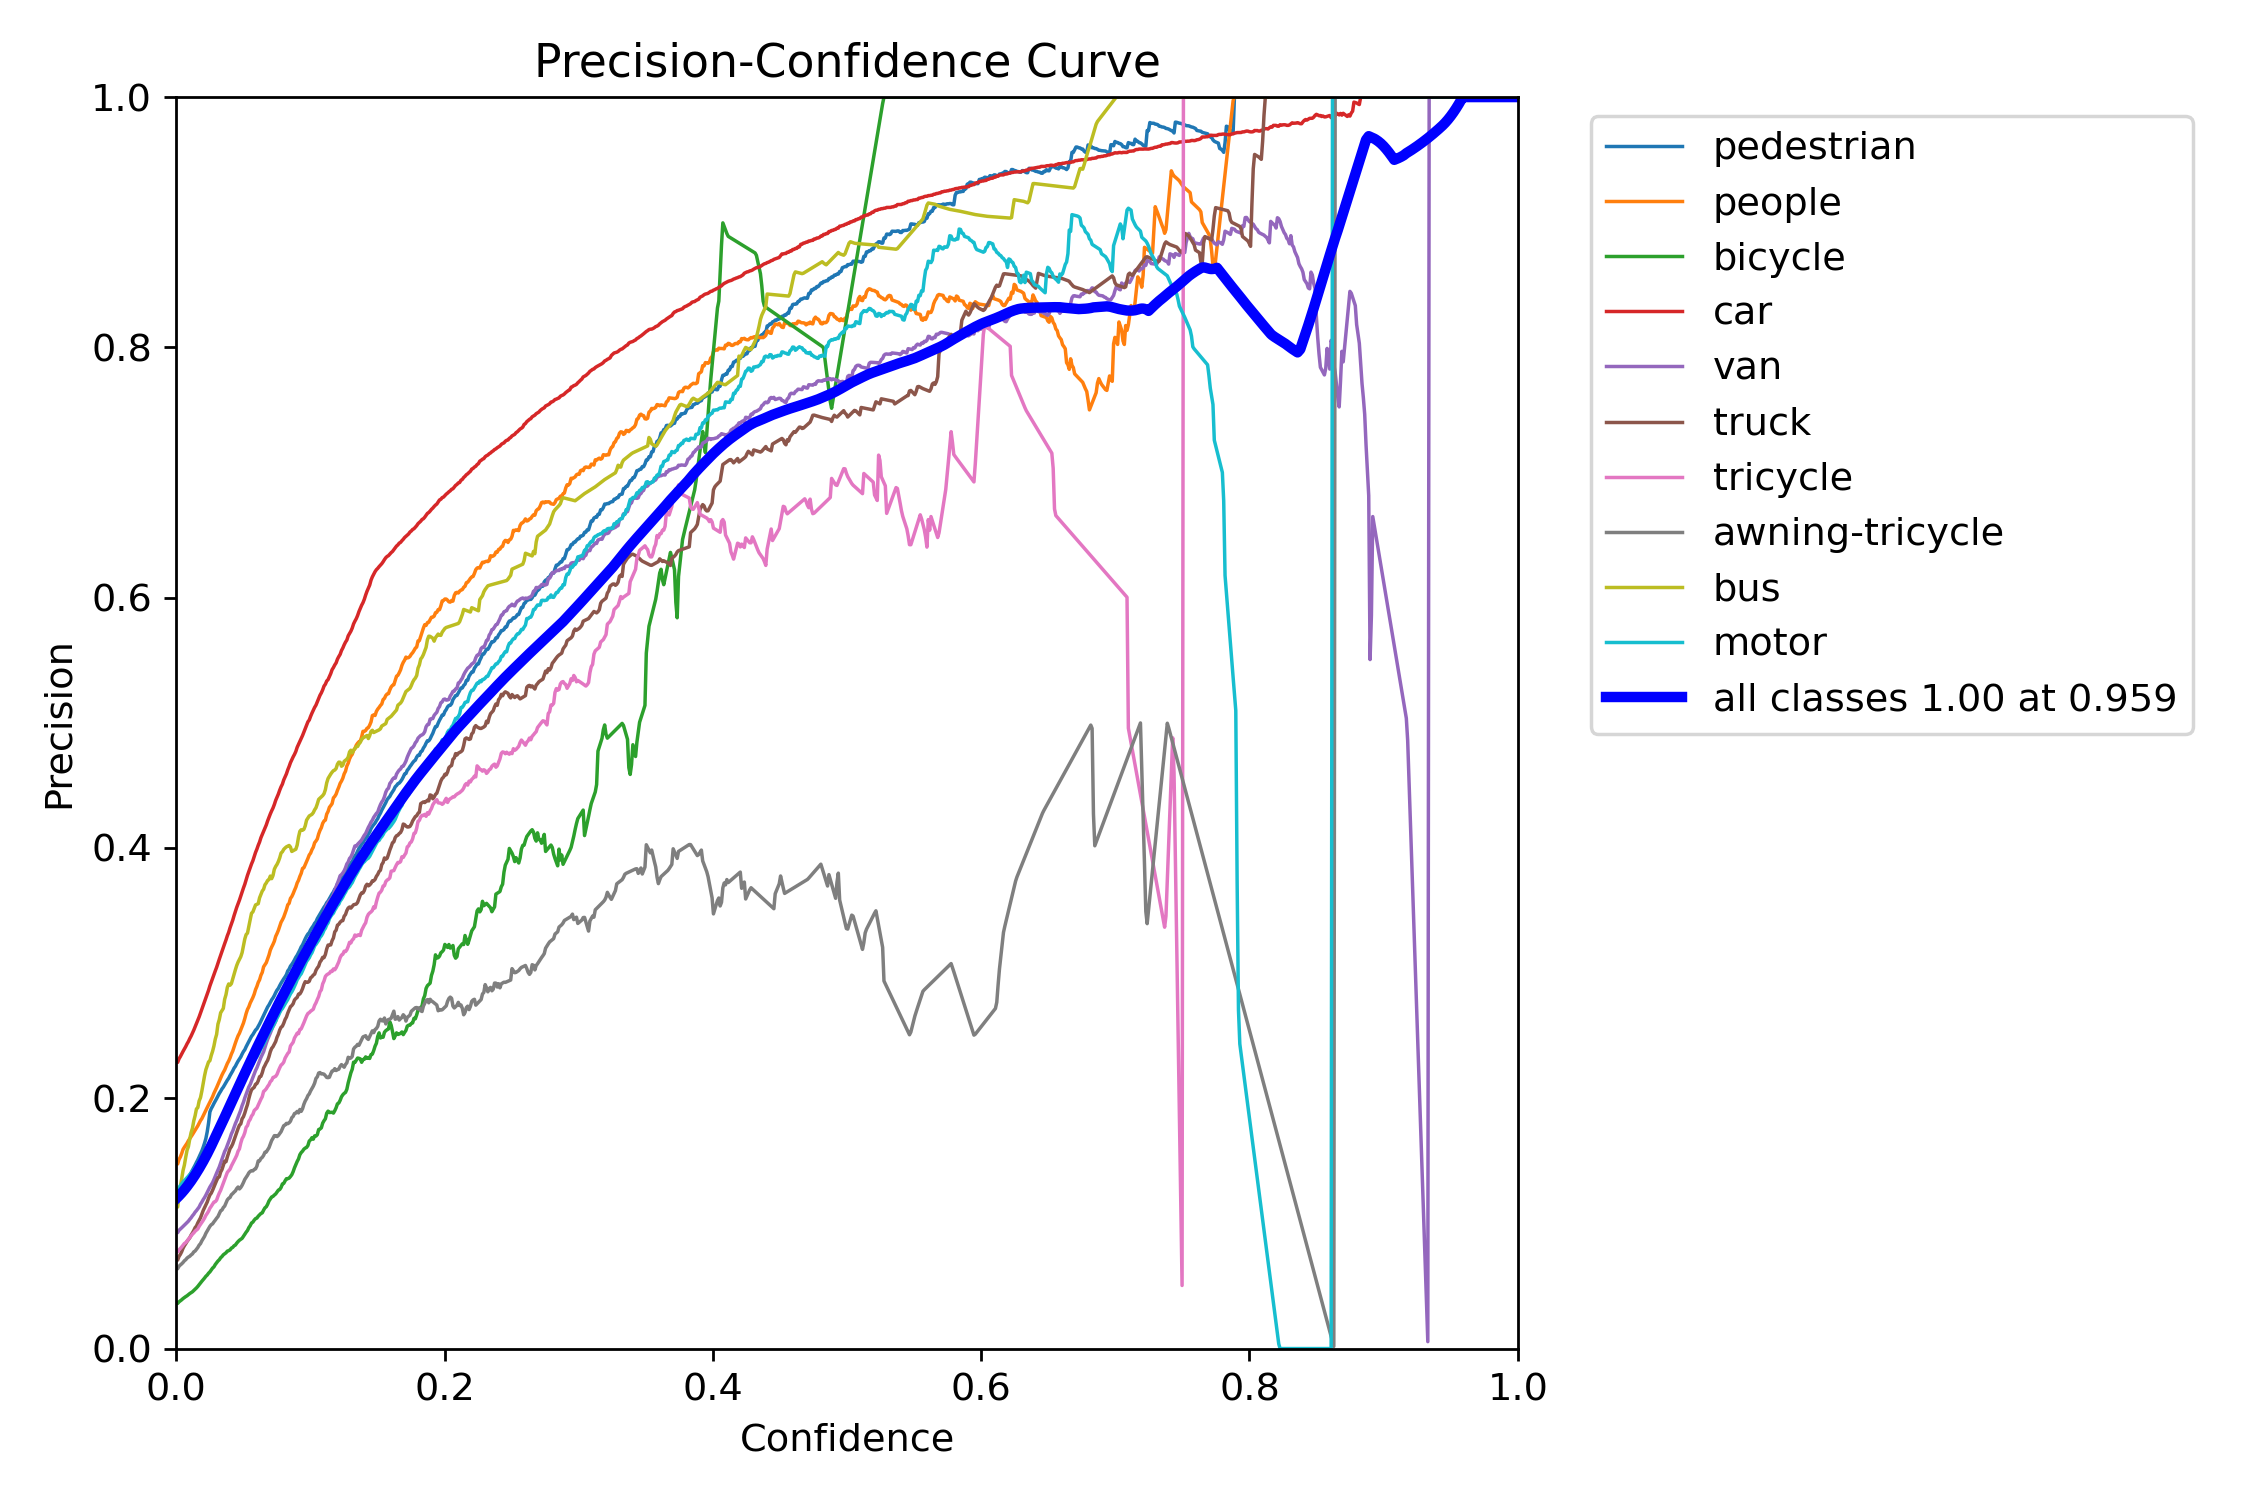 Precision-Confidence Curve
1.0
0.8
0.6
0.4
0.2
0.0
Precision
0.0 0.2 0.4 0.6 0.8 1.0
Confidence
pedestrian
people
bicycle
car
van
truck
tricycle
awning-tricycle
bus
motor
all classes 1.00 at 0.959